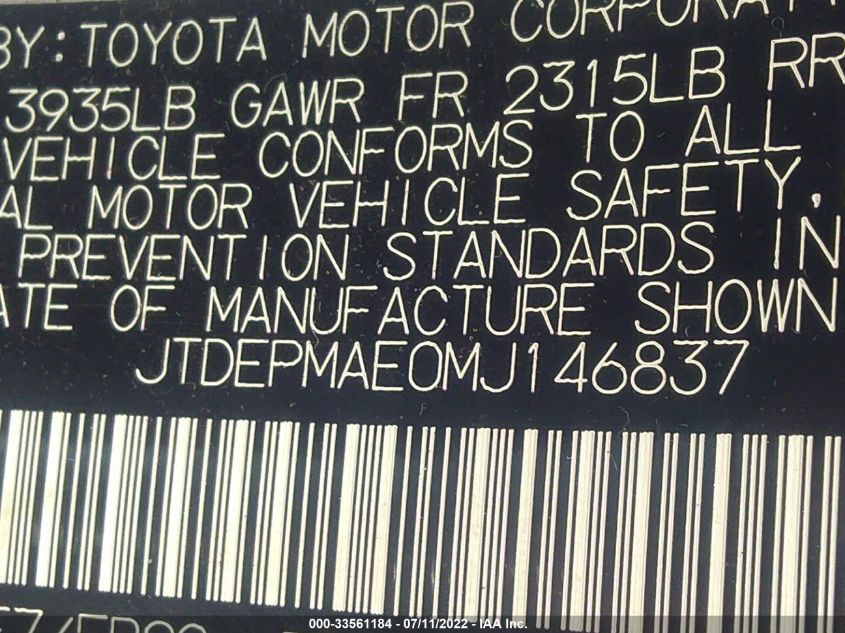 BY: TOYOTA MOTOR CORPORAT
3935LB GAWR FR 2315LB RR
VEHICLE CONFORMS TO ALL
AL MOTOR VEHICLE SAFETY,
PREVENTION STANDARDS IN
ATE OF MANUFACTURE SHOWN
JTDEPMAE0MJ146837
000-33561184 - 07/11/2022 - IAA Inc.